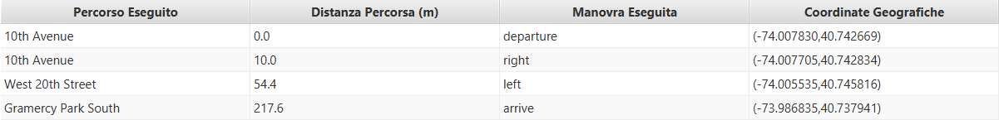 Percorso Eseguito Distanza Percorsa (m) Manovra Eseguita Coordinate Geografiche
10th Avenue 0.0 departure (-74.007830,40.742669)
10th Avenue 10.0 right (-74.007705,40.742834)
West 20th Street 54.4 left (-74.005535,40.745816)
Gramercy Park South 217.6 arrive (-73.986835,40.737941)